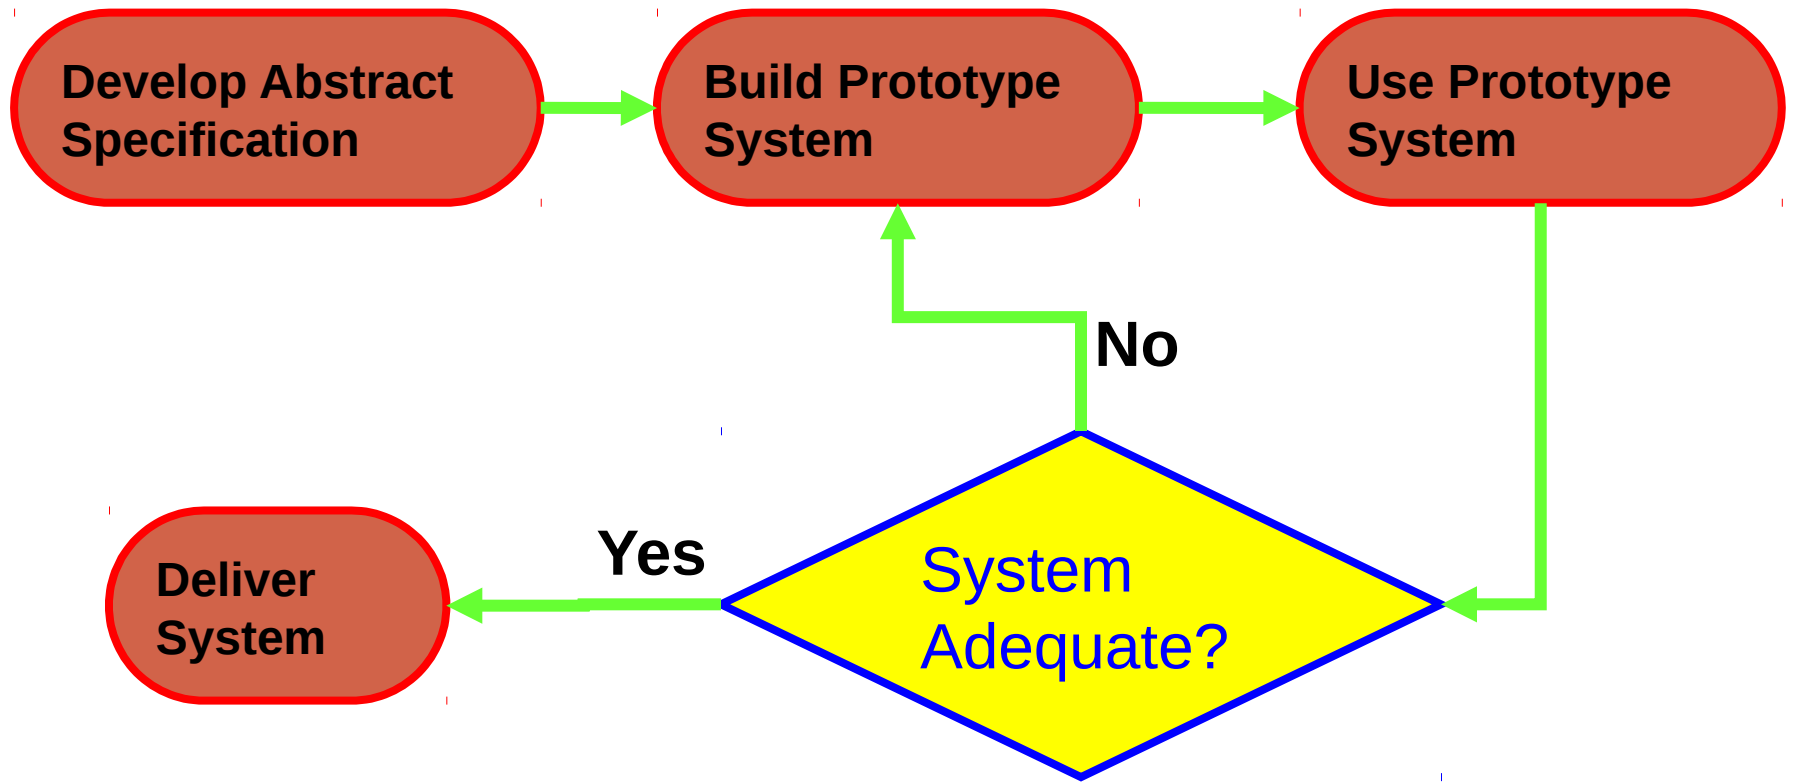 Develop Abstract
Specification
Build Prototype
System
Use Prototype
System
No
Yes
System
Adequate?
Deliver
System